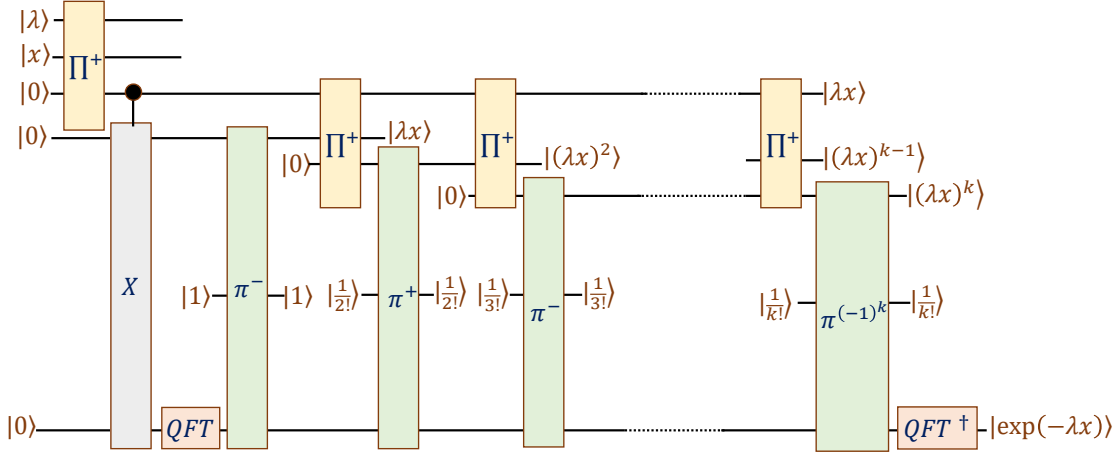 |λ⟩
|x⟩ ∏⁺
|0⟩ |λx⟩
|0⟩ |λx⟩
∏⁺ ∏⁺ ∏⁺
|0⟩ |(λx)²⟩ |(λx)ᵏ⁻¹⟩
|0⟩ |(λx)ᵏ⟩
X |1⟩ π⁻ |1⟩ |1/2!⟩ π⁺ |1/2!⟩ |1/3!⟩ π⁻ |1/3!⟩ |1/k!⟩ π^(−1)^k |1/k!⟩
|0⟩ QFT QFT † |exp(−λx)⟩